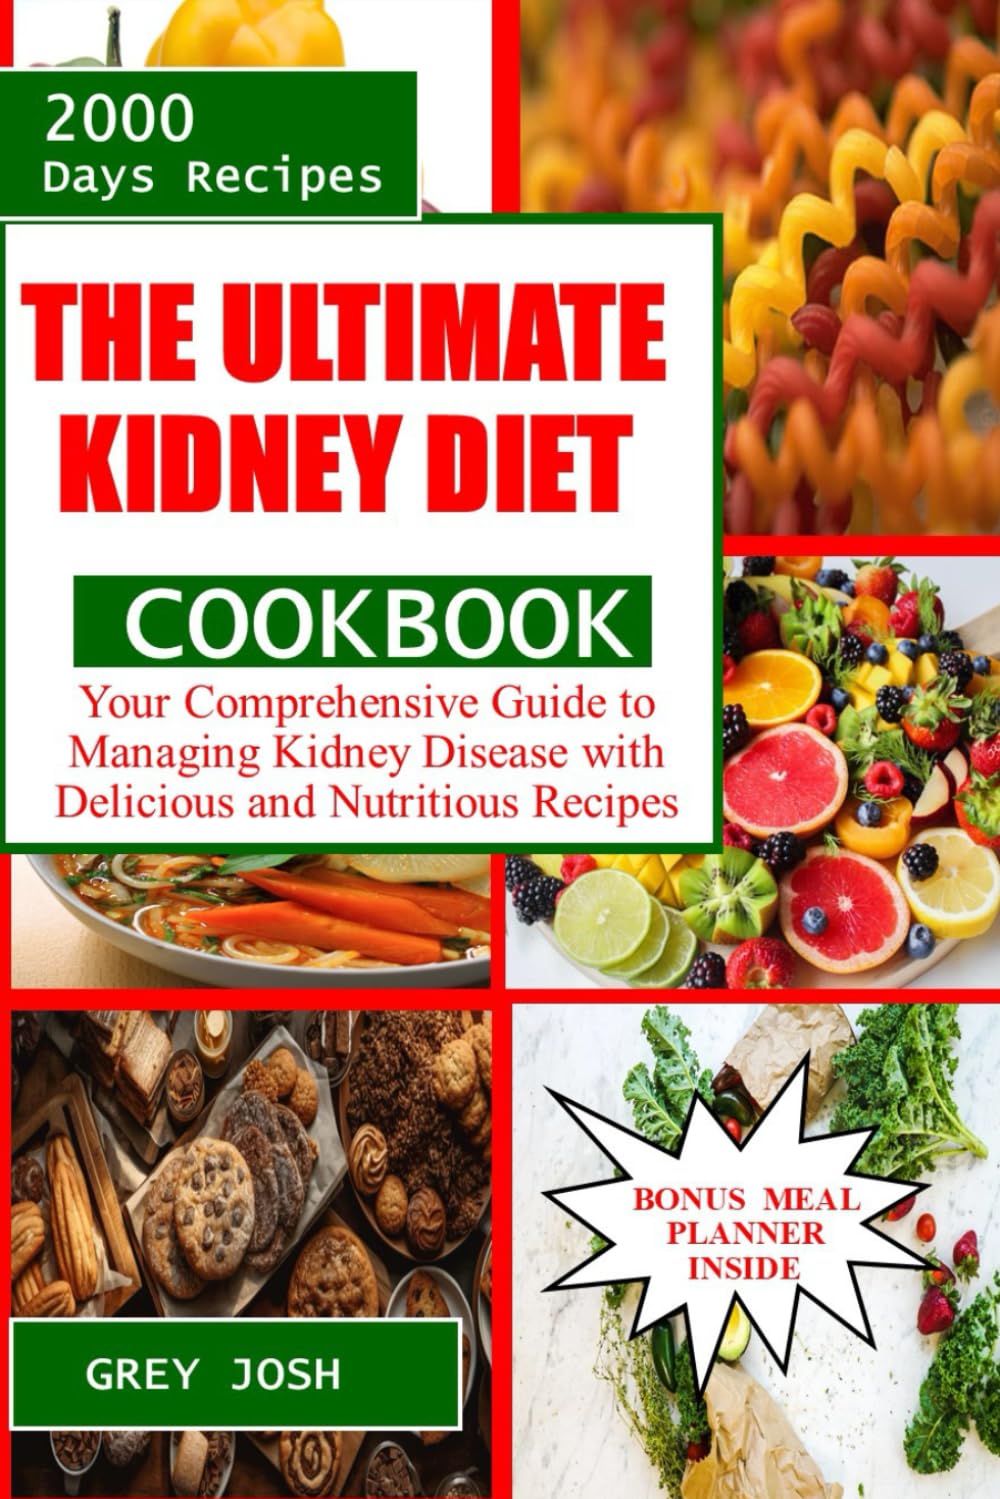 2000
Days Recipes
THE ULTIMATE
KIDNEY DIET
COOKBOOK
Your Comprehensive Guide to
Managing Kidney Disease with
Delicious and Nutritious Recipes
BONUS MEAL
PLANNER
INSIDE
GREY JOSH